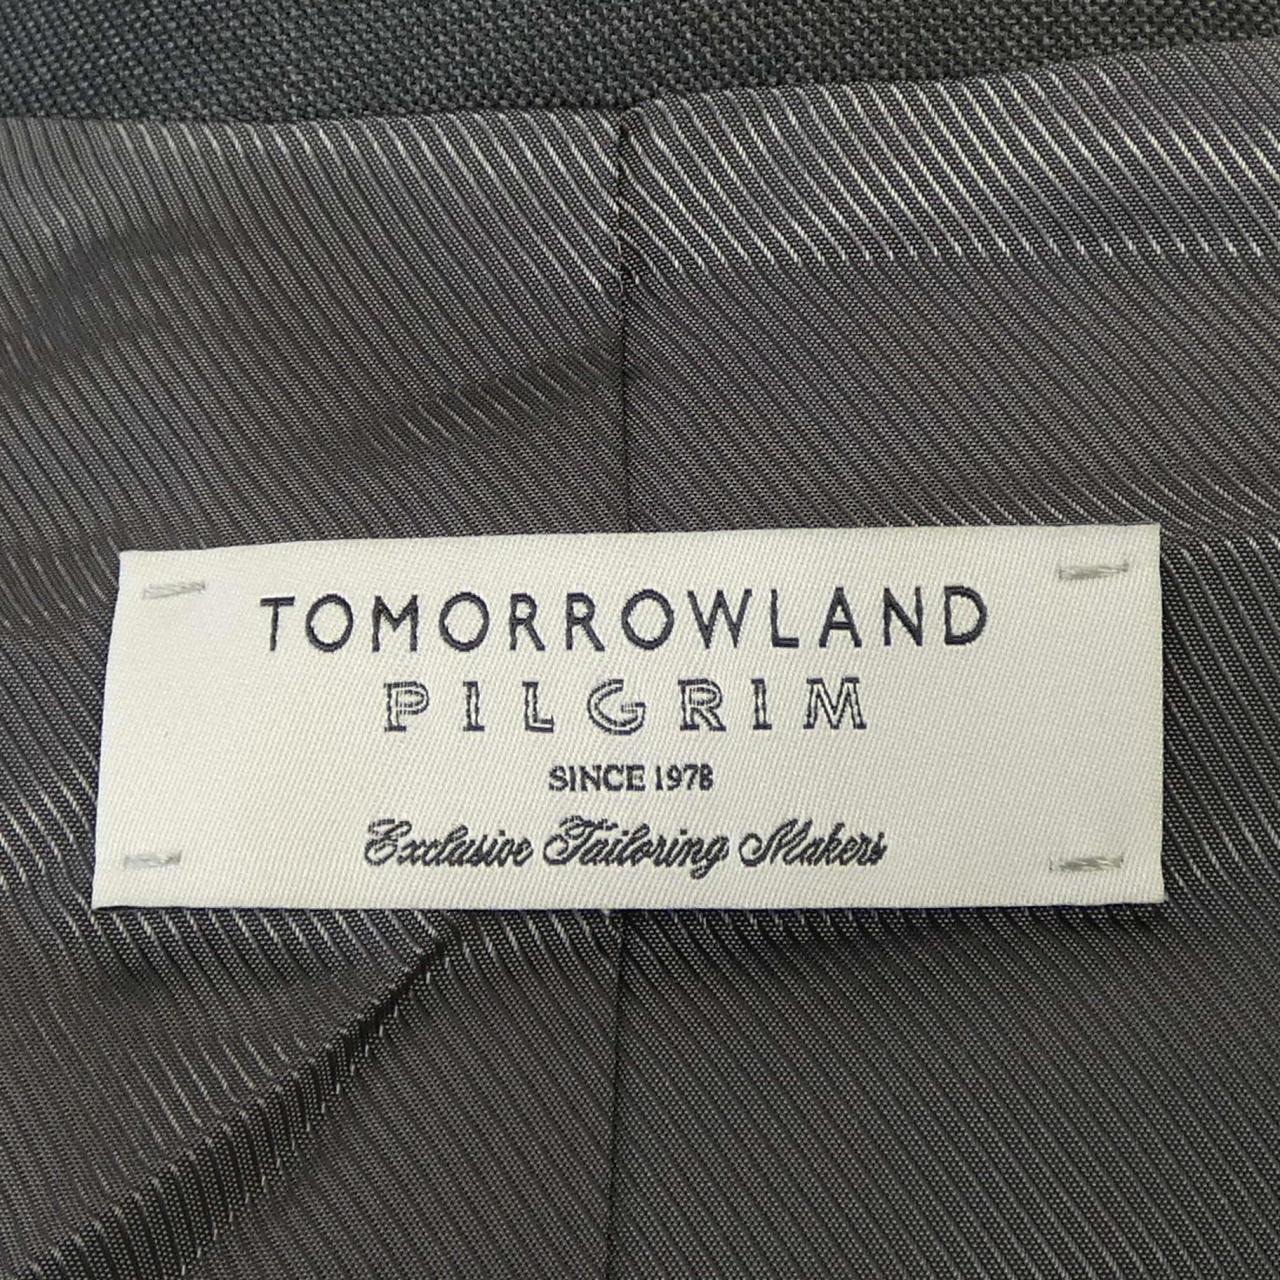 TOMORROWLAND
PILGRIM
SINCE 1978
Exclusive Tailoring Makers